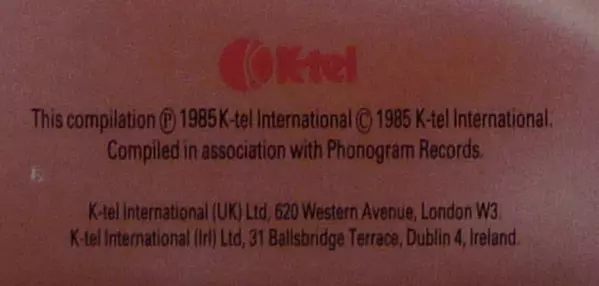 K-tel
This compilation Ⓟ 1985 K-tel International © 1985 K-tel International.
Compiled in association with Phonogram Records.
K-tel International (UK) Ltd, 620 Western Avenue, London W3.
K-tel International (Irl) Ltd, 31 Ballsbridge Terrace, Dublin 4, Ireland.